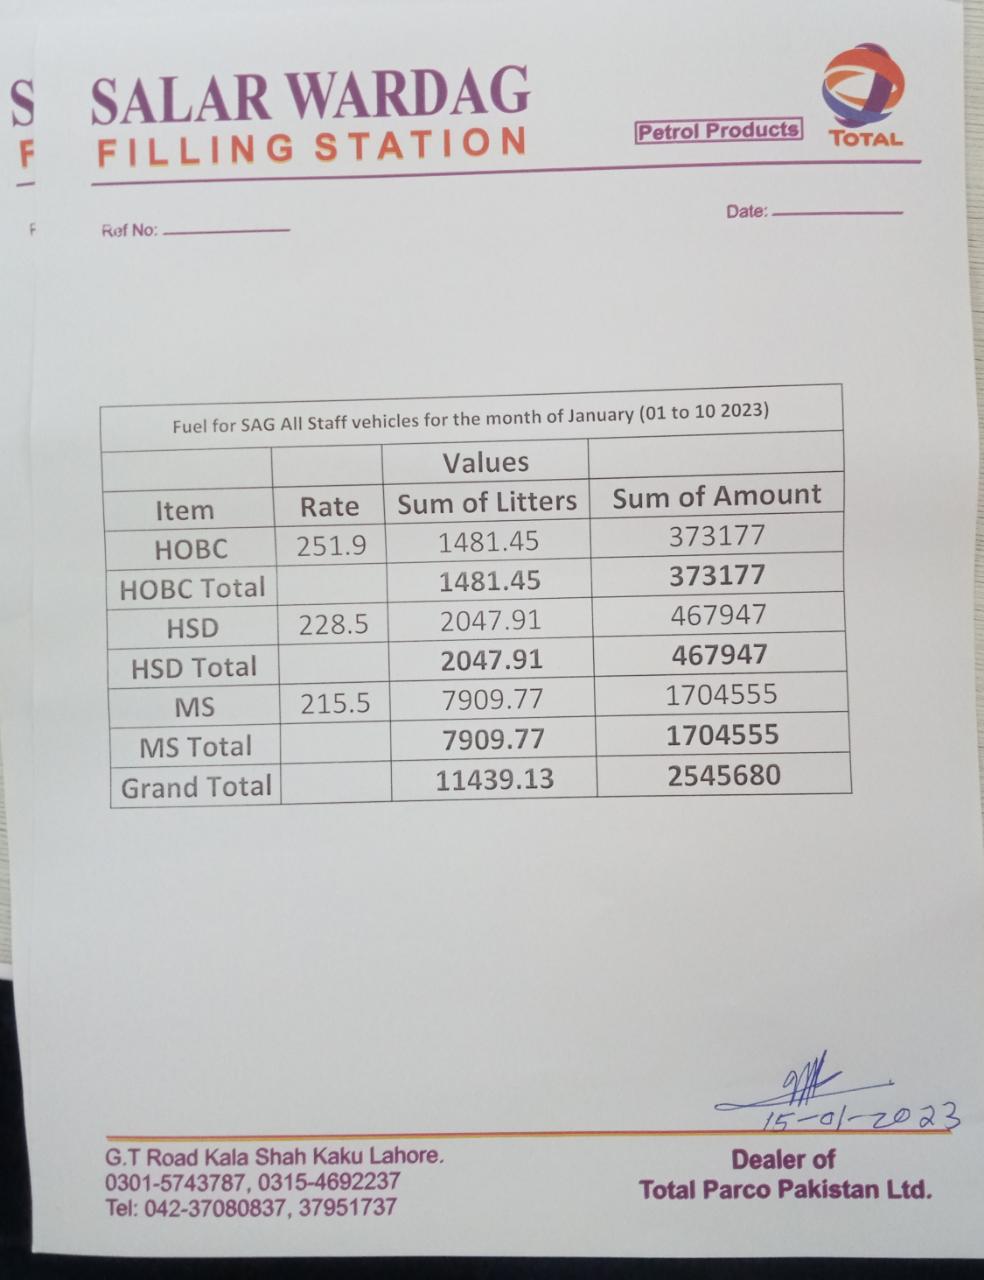 SALAR WARDAG
FILLING STATION
Petrol Products
TOTAL
Ref No:
Date:
Fuel for SAG All Staff vehicles for the month of January (01 to 10 2023)
Values
Item Rate Sum of Litters Sum of Amount
HOBC 251.9 1481.45 373177
HOBC Total 1481.45 373177
HSD 228.5 2047.91 467947
HSD Total 2047.91 467947
MS 215.5 7909.77 1704555
MS Total 7909.77 1704555
Grand Total 11439.13 2545680
15-01-2023
G.T Road Kala Shah Kaku Lahore.
0301-5743787, 0315-4692237
Tel: 042-37080837, 37951737
Dealer of
Total Parco Pakistan Ltd.